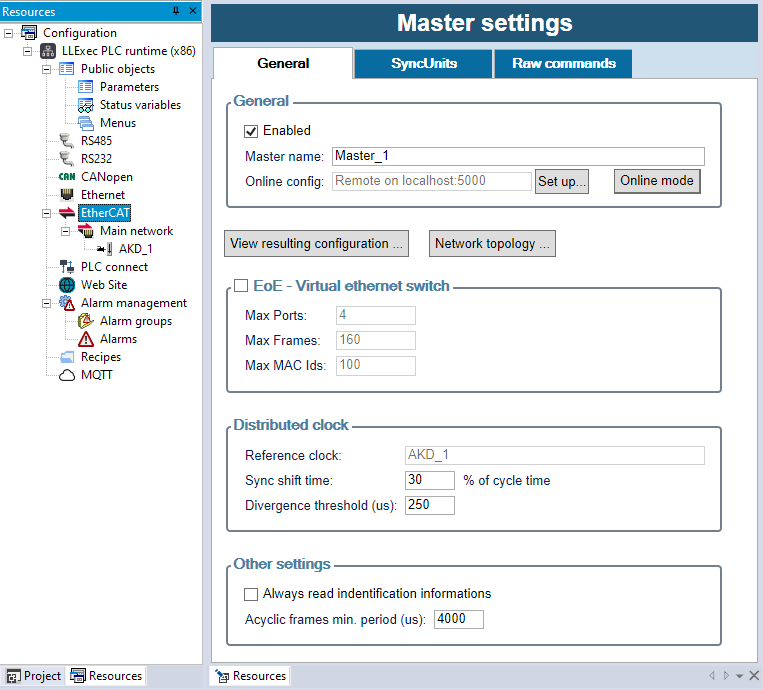 Resources
Configuration
LLExec PLC runtime (x86)
Public objects
Parameters
Status variables
Menus
RS485
RS232
CAN CANopen
Ethernet
EtherCAT
Main network
AKD_1
PLC connect
Web Site
Alarm management
Alarm groups
Alarms
Recipes
MQTT
Project Resources
Master settings
General SyncUnits Raw commands
General
Enabled
Master name: Master_1
Online config: Remote on localhost:5000 Set up... Online mode
View resulting configuration ... Network topology ...
EoE - Virtual ethernet switch
Max Ports: 4
Max Frames: 160
Max MAC Ids: 100
Distributed clock
Reference clock: AKD_1
Sync shift time: 30 % of cycle time
Divergence threshold (us): 250
Other settings
Always read indentification informations
Acyclic frames min. period (us): 4000
Resources